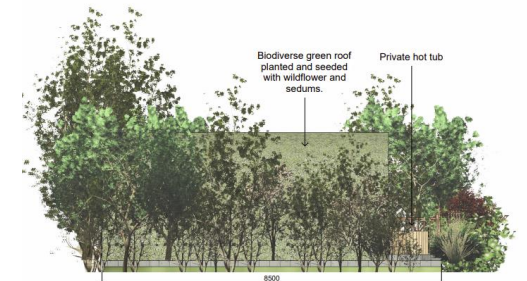 Biodiverse green roof
planted and seeded
with wildflower and
sedums.
Private hot tub
8500